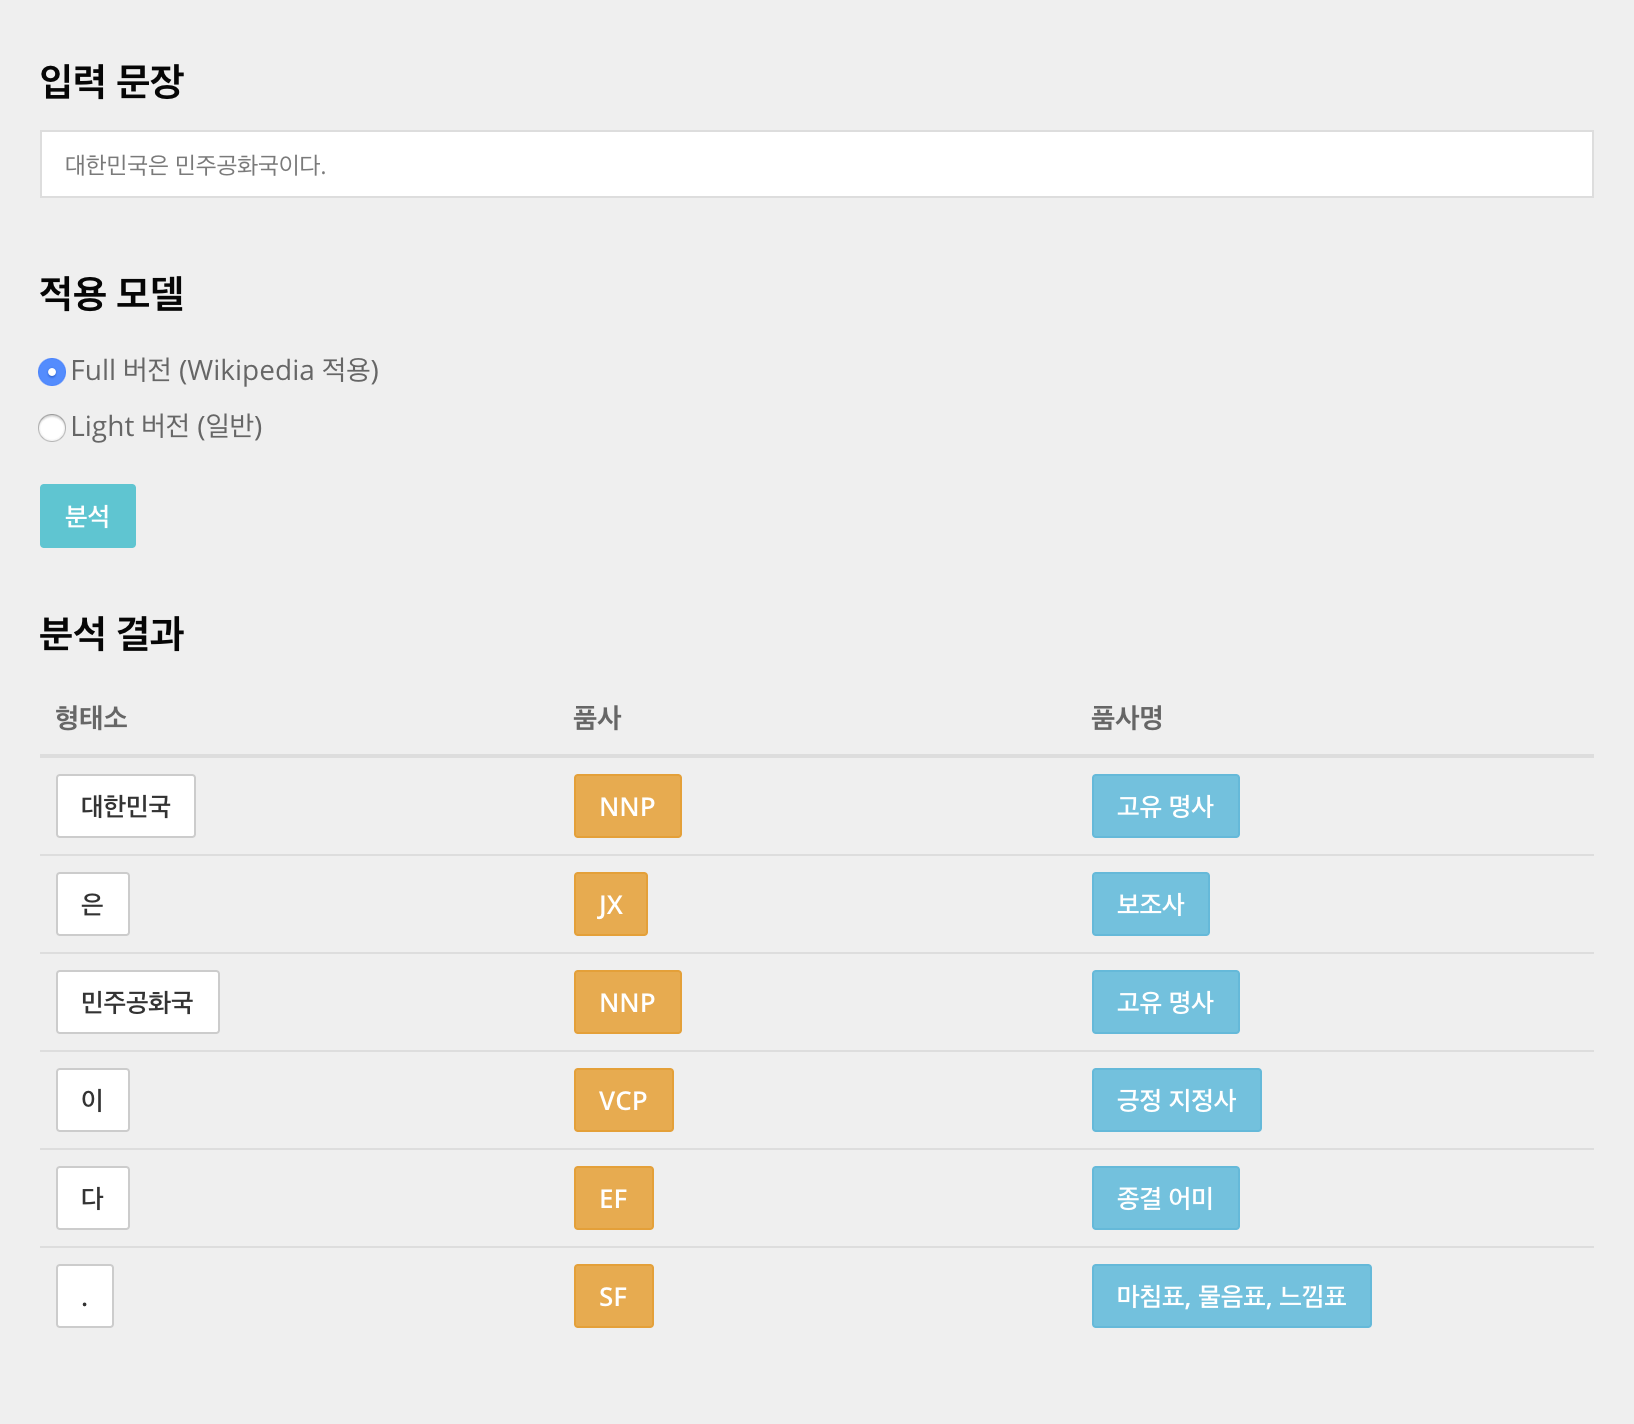 입력 문장
대한민국은 민주공화국이다.
적용 모델
Full 버전 (Wikipedia 적용)
Light 버전 (일반)
분석
분석 결과
형태소 품사 품사명
대한민국 NNP 고유 명사
은 JX 보조사
민주공화국 NNP 고유 명사
이 VCP 긍정 지정사
다 EF 종결 어미
. SF 마침표, 물음표, 느낌표